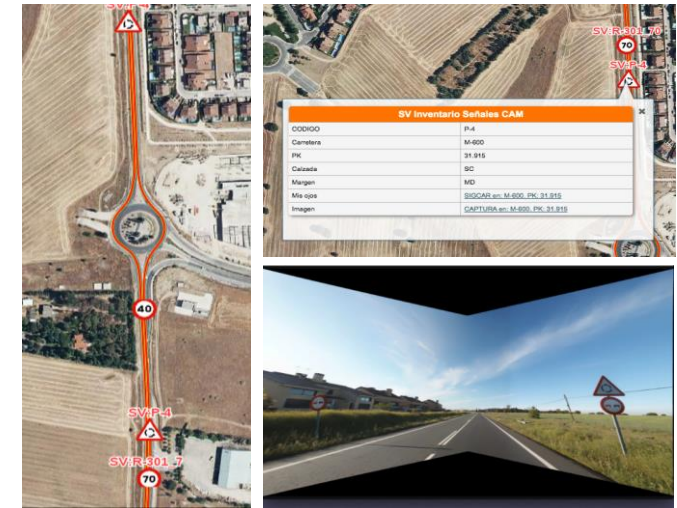 SV:P-4
40
SV:P-4
SV:R-301_7
70
SV:R-301_70
70
SV:P-4
SV Inventario Señales CAM
CODIGO P-4
Carretera M-600
PK 31.915
Calzada SC
Margen MD
Mis ojos SIGCAR en: M-600, PK: 31.915
Imagen CAPTURA en: M-600, PK: 31.915